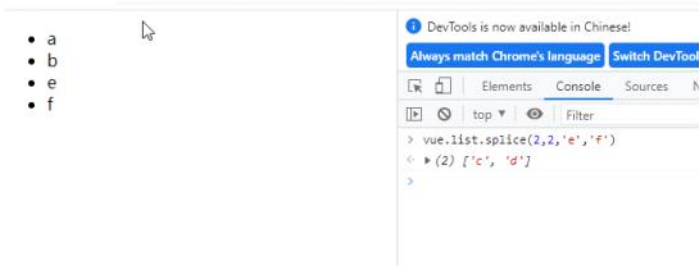 a
b
e
f
DevTools is now available in Chinese!
Always match Chrome's language Switch DevTool
Elements Console Sources
top Filter
vue.list.splice(2,2,'e','f')
(2) ['c', 'd']